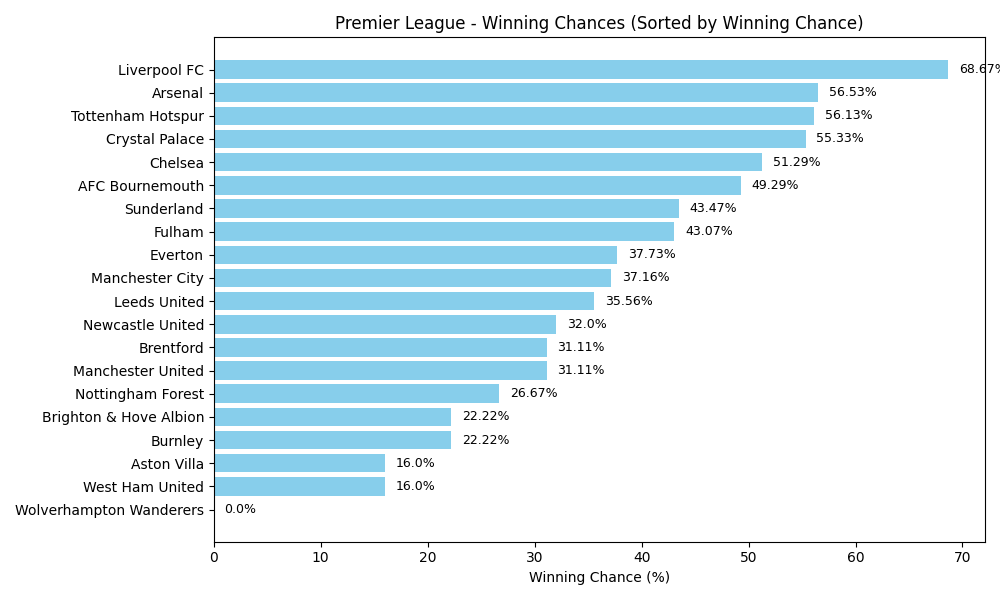 Premier League - Winning Chances (Sorted by Winning Chance)
Liverpool FC 68.67%
Arsenal 56.53%
Tottenham Hotspur 56.13%
Crystal Palace 55.33%
Chelsea 51.29%
AFC Bournemouth 49.29%
Sunderland 43.47%
Fulham 43.07%
Everton 37.73%
Manchester City 37.16%
Leeds United 35.56%
Newcastle United 32.0%
Brentford 31.11%
Manchester United 31.11%
Nottingham Forest 26.67%
Brighton & Hove Albion 22.22%
Burnley 22.22%
Aston Villa 16.0%
West Ham United 16.0%
Wolverhampton Wanderers 0.0%
0 10 20 30 40 50 60 70
Winning Chance (%)